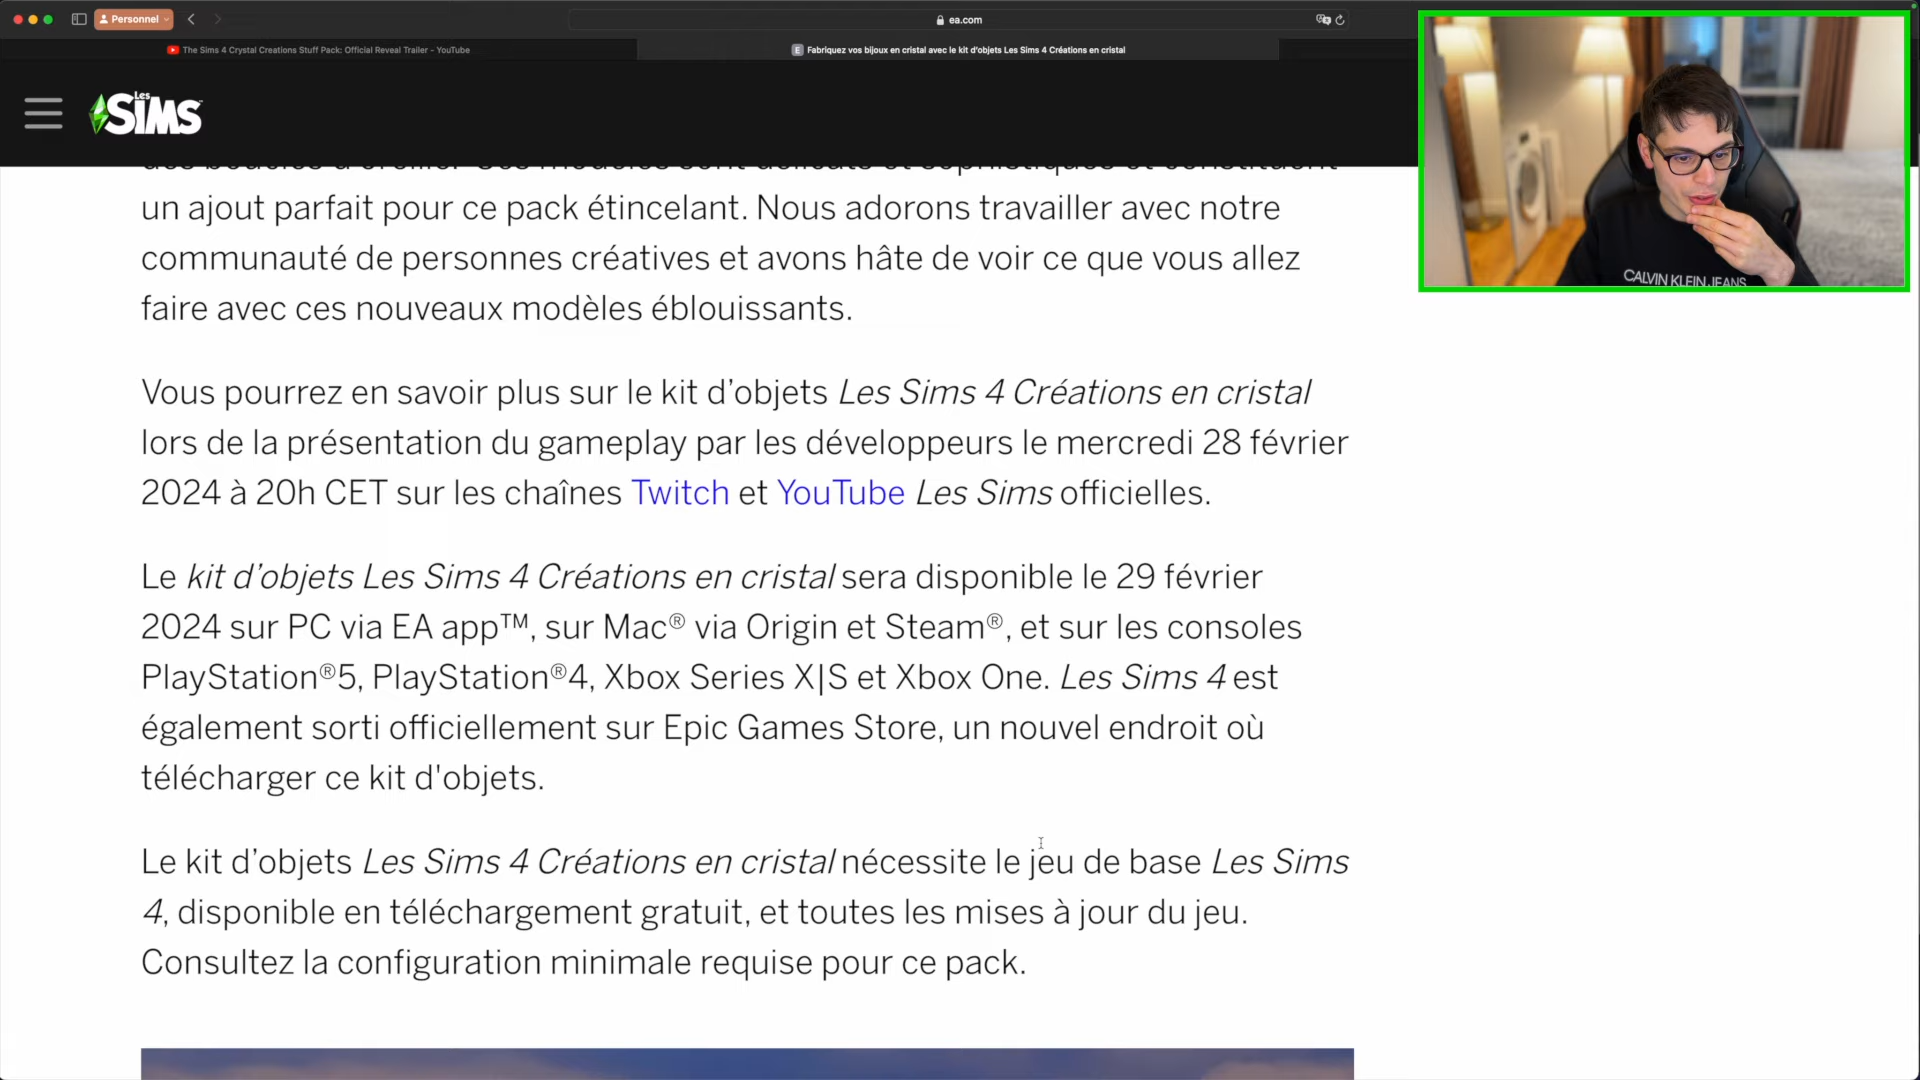 Personnel
ea.com
The Sims 4 Crystal Creations Stuff Pack: Official Reveal Trailer - YouTube
E Fabriquez vos bijoux en cristal avec le kit d'objets Les Sims 4 Créations en cristal
Les
SiMS
un ajout parfait pour ce pack étincelant. Nous adorons travailler avec notre
communauté de personnes créatives et avons hâte de voir ce que vous allez
faire avec ces nouveaux modèles éblouissants.
Vous pourrez en savoir plus sur le kit d’objets Les Sims 4 Créations en cristal
lors de la présentation du gameplay par les développeurs le mercredi 28 février
2024 à 20h CET sur les chaînes Twitch et YouTube Les Sims officielles.
Le kit d’objets Les Sims 4 Créations en cristal sera disponible le 29 février
2024 sur PC via EA app™, sur Mac® via Origin et Steam®, et sur les consoles
PlayStation®5, PlayStation®4, Xbox Series X|S et Xbox One. Les Sims 4 est
également sorti officiellement sur Epic Games Store, un nouvel endroit où
télécharger ce kit d'objets.
Le kit d’objets Les Sims 4 Créations en cristal nécessite le jeu de base Les Sims
4, disponible en téléchargement gratuit, et toutes les mises à jour du jeu.
Consultez la configuration minimale requise pour ce pack.
CALVIN KLEIN JEANS